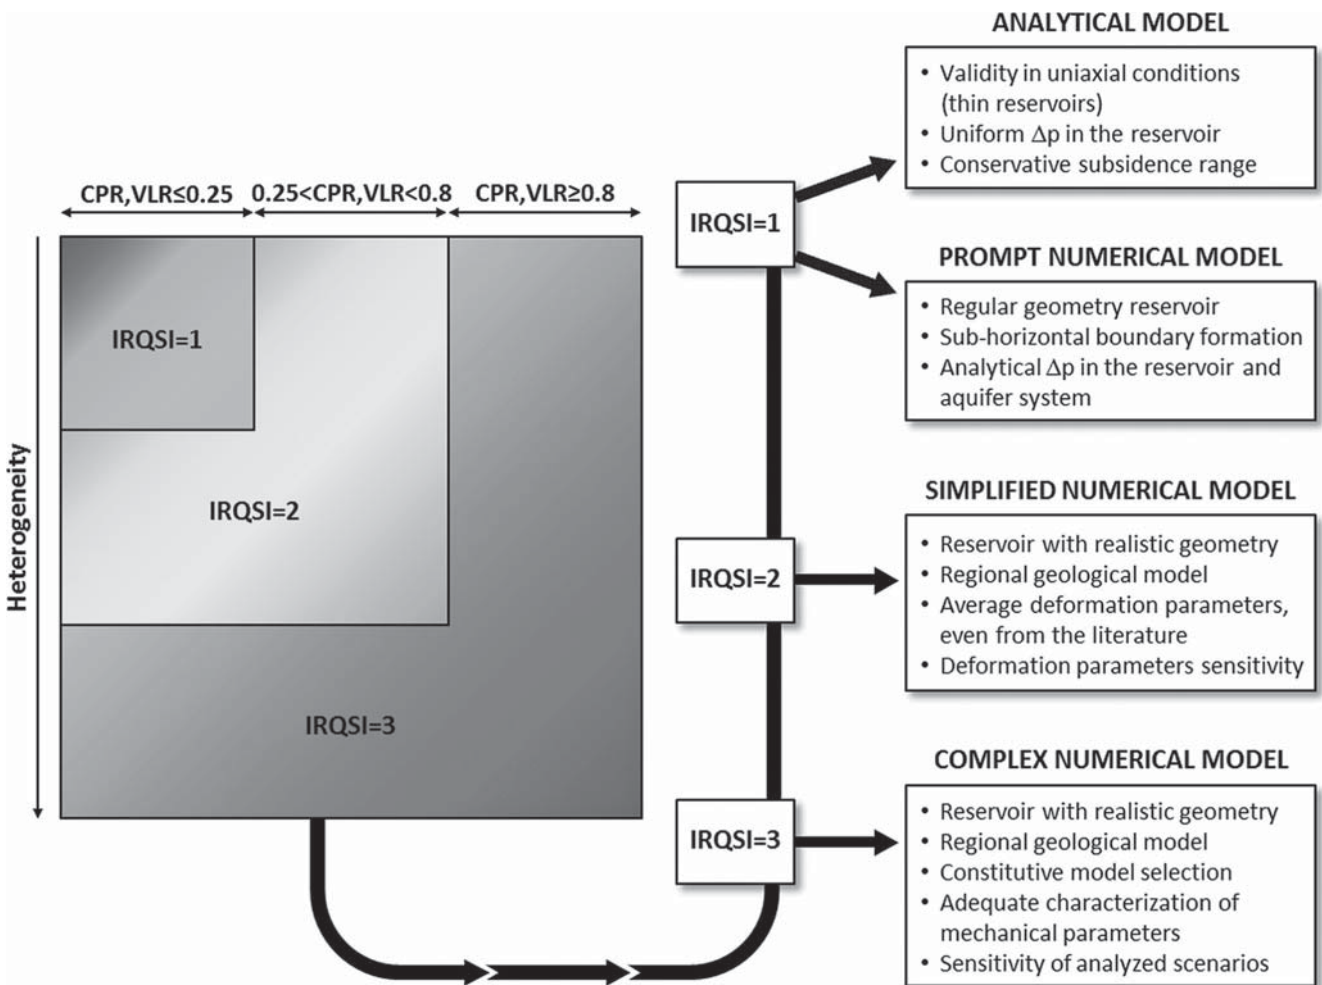 CPR,VLR≤0.25
0.25<CPR,VLR<0.8
CPR,VLR≥0.8
Heterogeneity
IRQSI=1
IRQSI=2
IRQSI=3
IRQSI=1
IRQSI=2
IRQSI=3
ANALYTICAL MODEL
• Validity in uniaxial conditions
(thin reservoirs)
• Uniform Δp in the reservoir
• Conservative subsidence range
PROMPT NUMERICAL MODEL
• Regular geometry reservoir
• Sub-horizontal boundary formation
• Analytical Δp in the reservoir and
aquifer system
SIMPLIFIED NUMERICAL MODEL
• Reservoir with realistic geometry
• Regional geological model
• Average deformation parameters,
even from the literature
• Deformation parameters sensitivity
COMPLEX NUMERICAL MODEL
• Reservoir with realistic geometry
• Regional geological model
• Constitutive model selection
• Adequate characterization of
mechanical parameters
• Sensitivity of analyzed scenarios